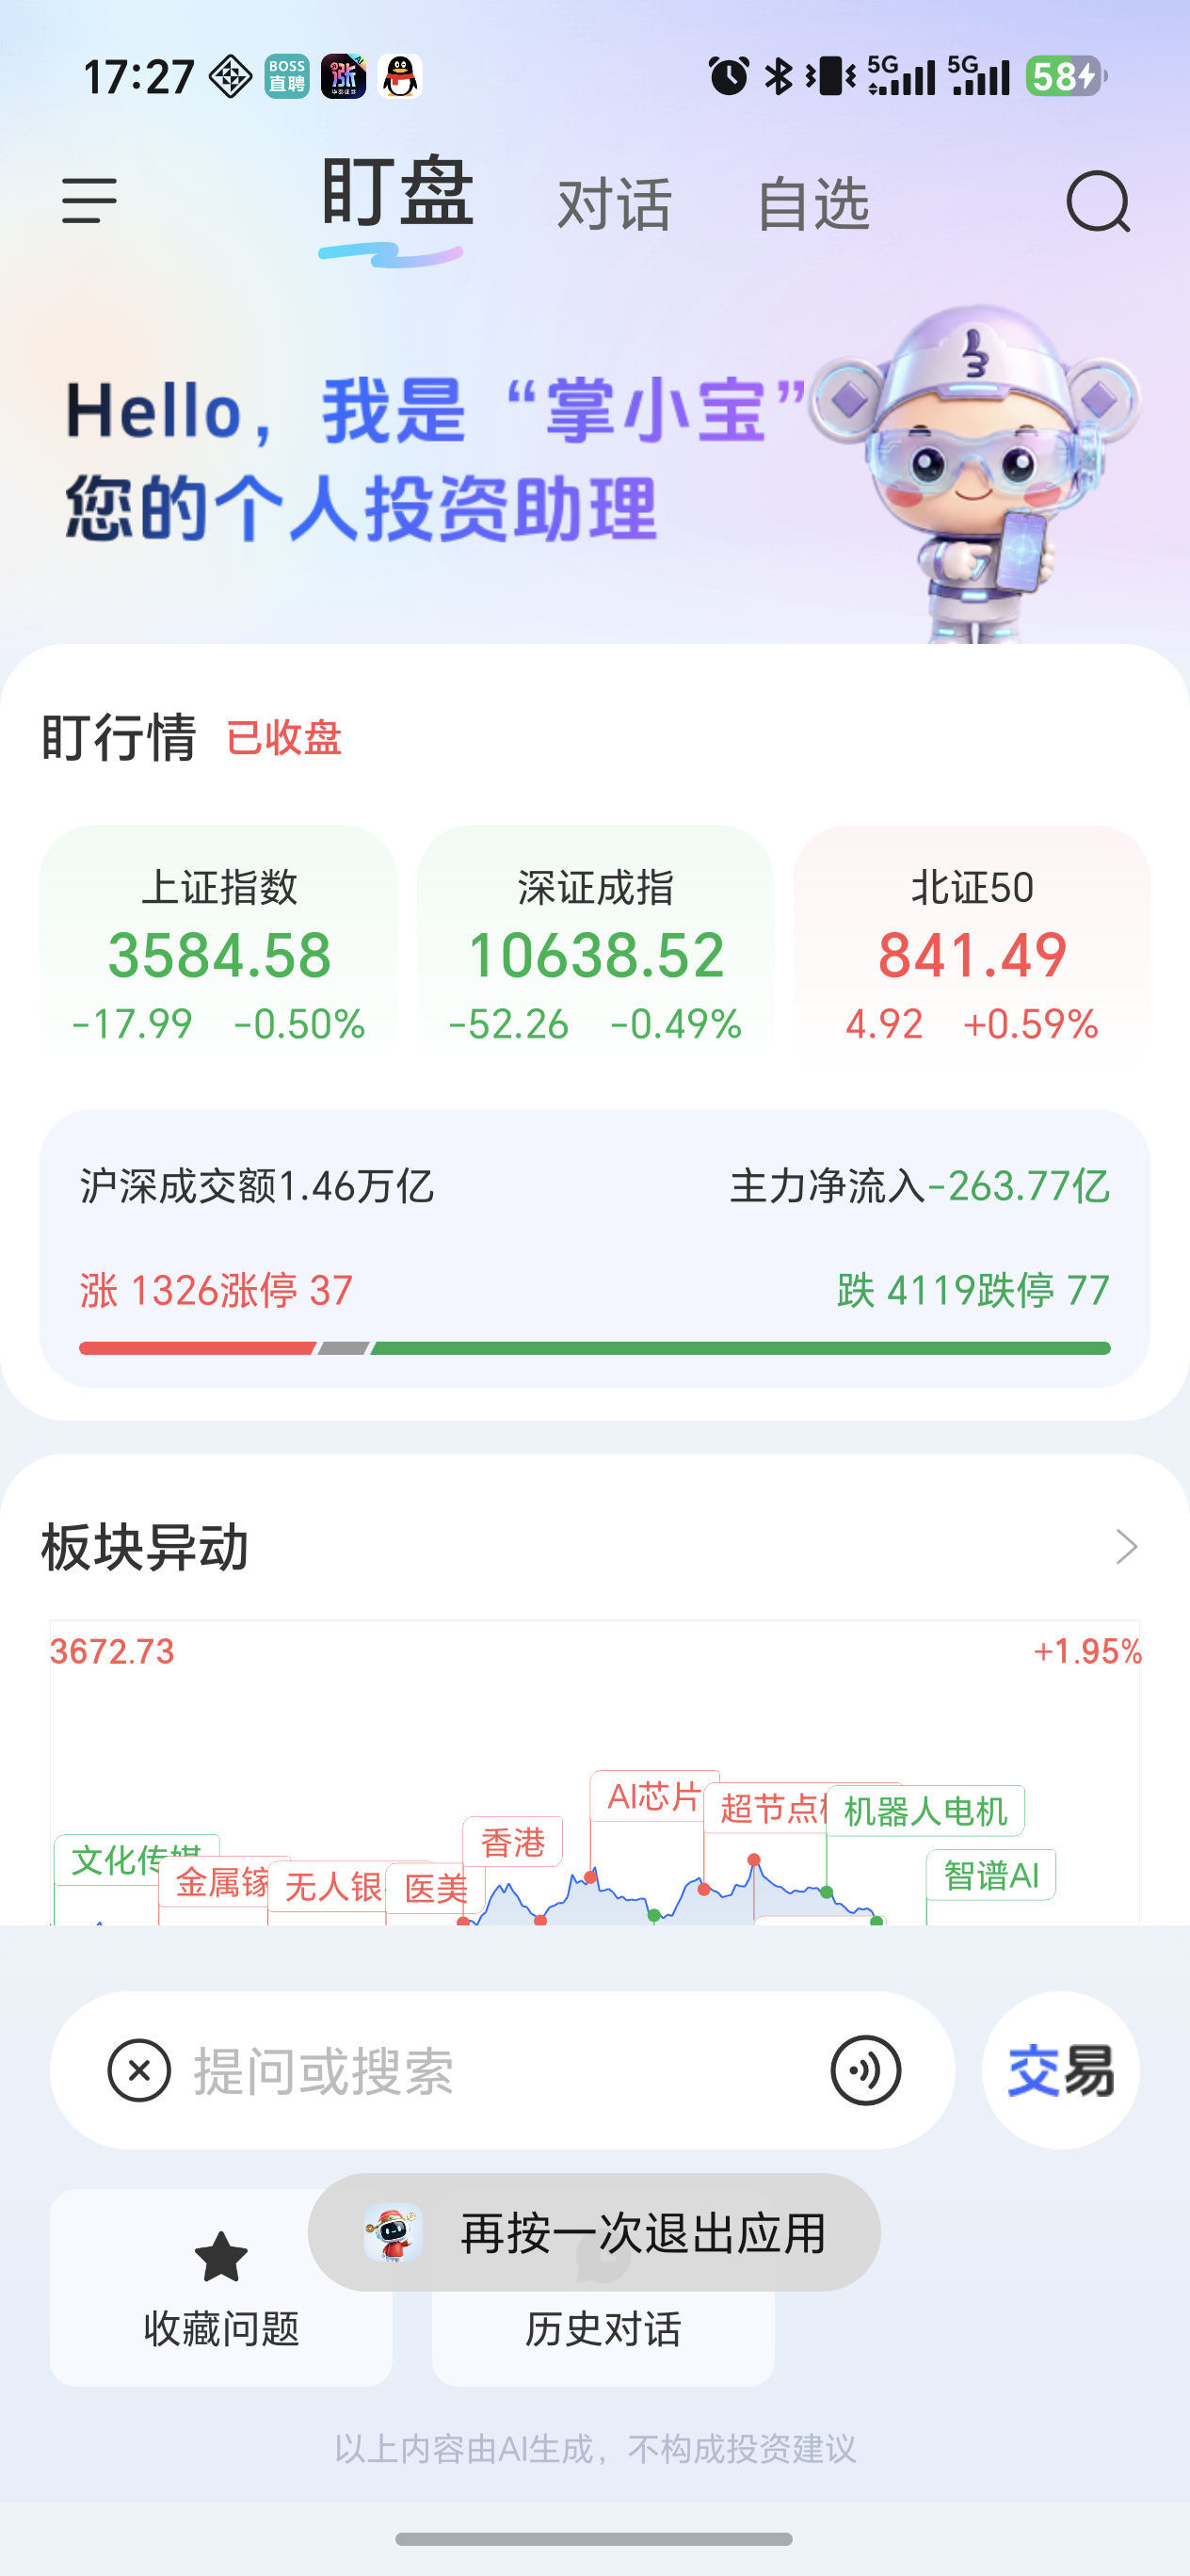 17:27
BOSS
直聘
涨
5G
5G
58
盯盘
对话
自选
Hello，我是“掌小宝”
您的个人投资助理
盯行情 已收盘
上证指数
3584.58
-17.99 -0.50%
深证成指
10638.52
-52.26 -0.49%
北证50
841.49
4.92 +0.59%
沪深成交额1.46万亿
主力净流入-263.77亿
涨 1326涨停 37
跌 4119跌停 77
板块异动
3672.73
+1.95%
AI芯片
超节点
机器人电机
香港
文化传媒
金属镓
无人银
医美
智谱AI
提问或搜索
交易
再按一次退出应用
收藏问题
历史对话
以上内容由AI生成，不构成投资建议